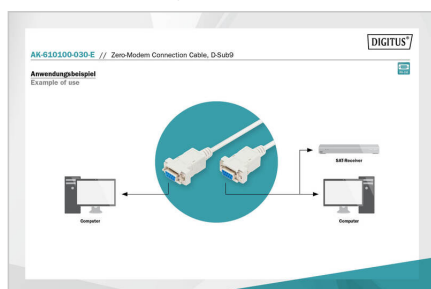 DIGITUS®
AK-610100-030-E // Zero-Modem Connection Cable, D-Sub9
Anwendungsbeispiel
Example of use
SAT-Receiver
Computer
Computer